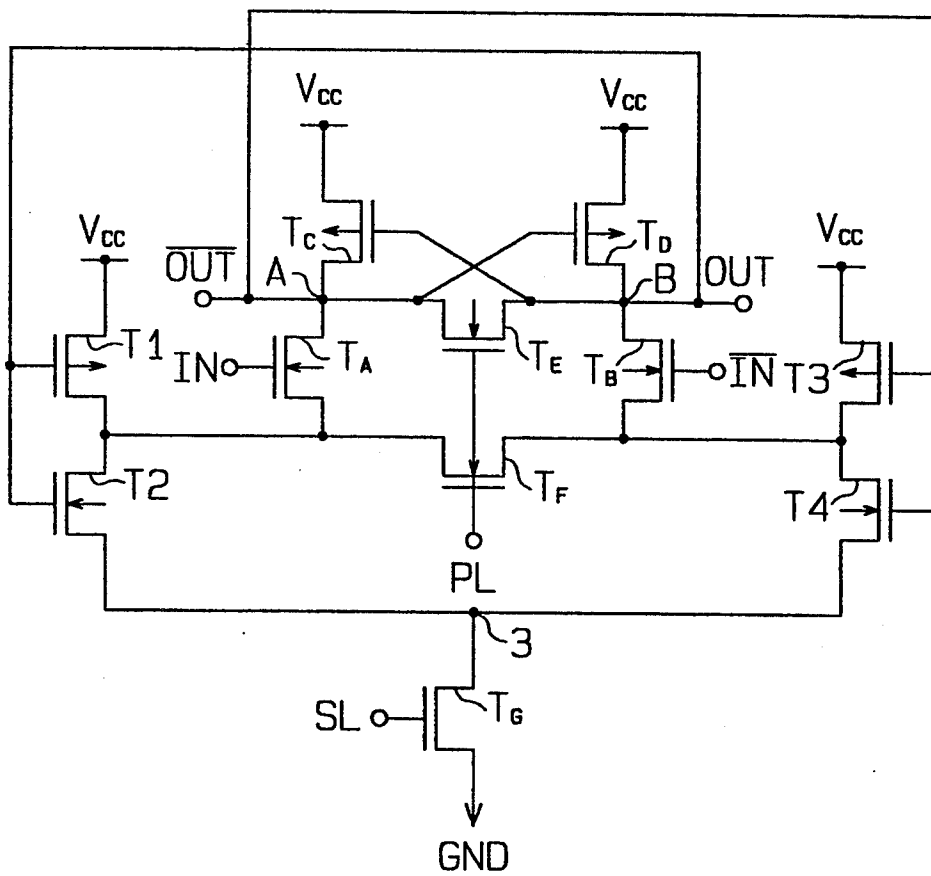 Vcc
Vcc
Vcc
Vcc
TC
TD
OUT
A
B
OUT
T1
IN
TA
TE
TB
IN
T3
T2
TF
T4
PL
3
SL
TG
GND